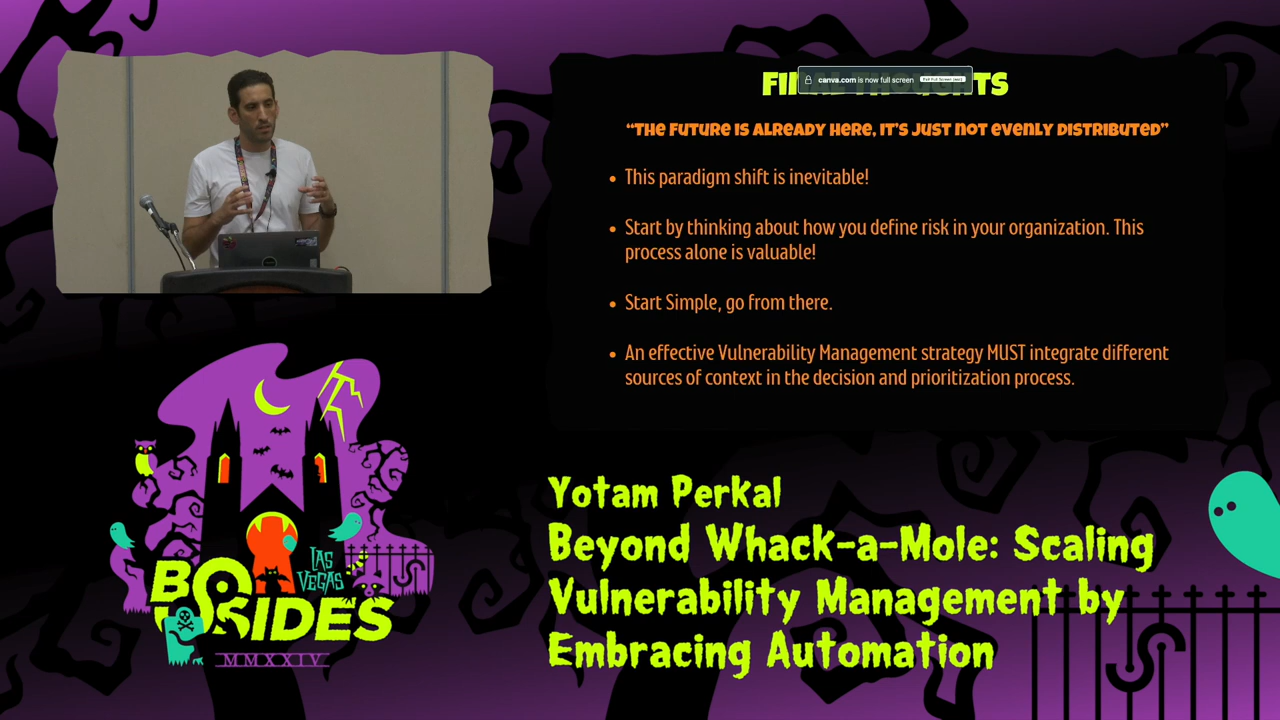 FINAL THOUGHTS
canva.com is now full screen
"THE FUTURE IS ALREADY HERE, IT'S JUST NOT EVENLY DISTRIBUTED"
• This paradigm shift is inevitable!
• Start by thinking about how you define risk in your organization. This
process alone is valuable!
• Start Simple, go from there.
• An effective Vulnerability Management strategy MUST integrate different
sources of context in the decision and prioritization process.
LAS
VEGAS
BSIDES
MMXXIV
Yotam Perkal
Beyond Whack-a-Mole: Scaling
Vulnerability Management by
Embracing Automation